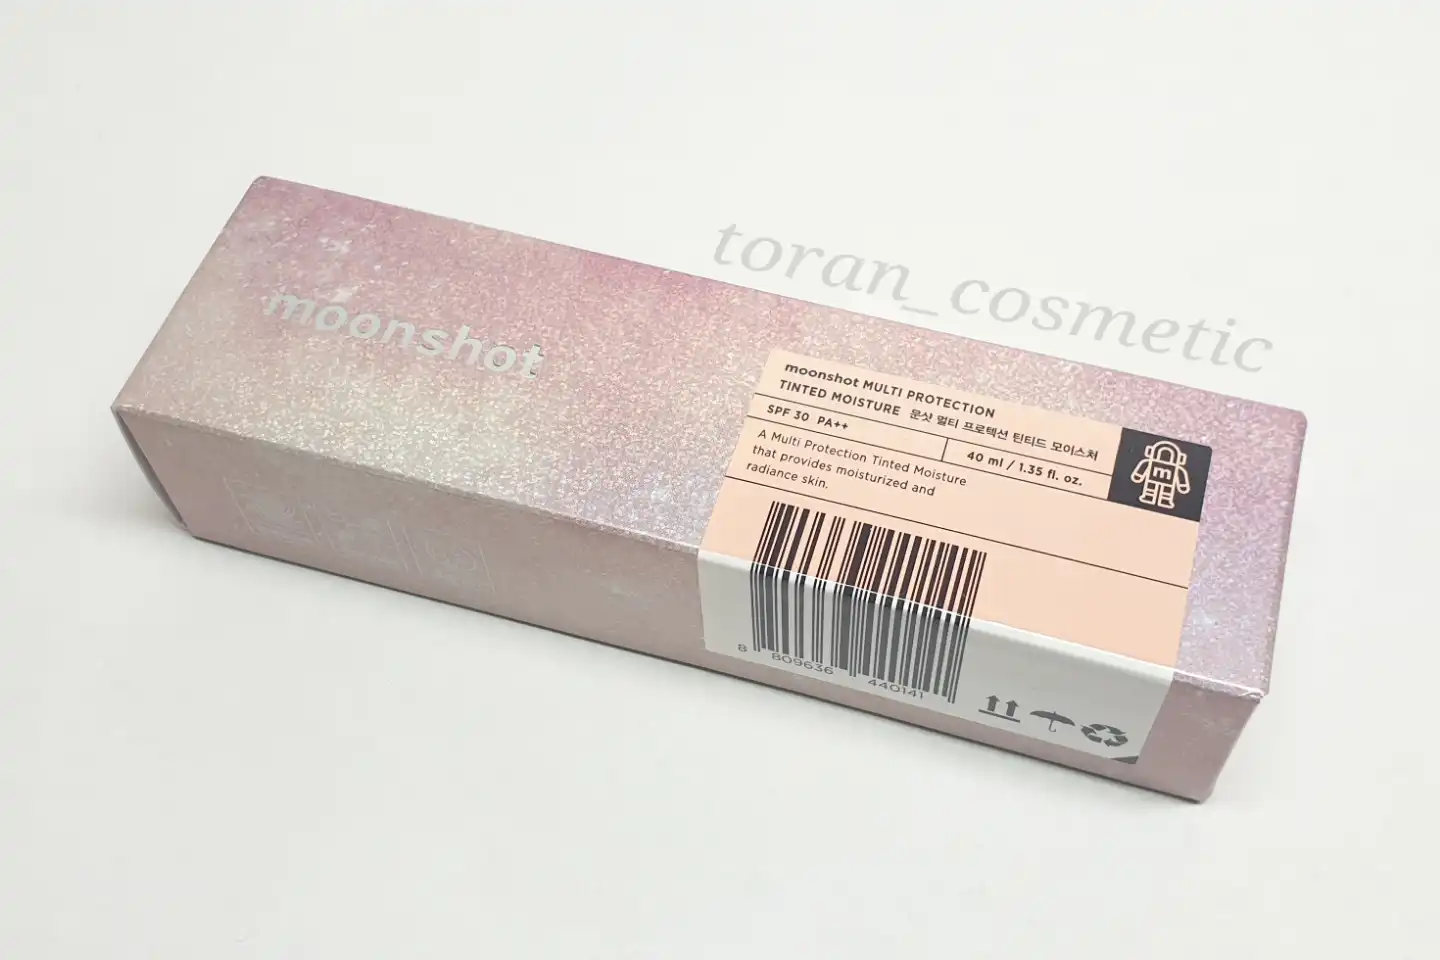 toran_cosmetic
moonshot
moonshot MULTI PROTECTION
TINTED MOISTURE 문샷 멀티 프로텍션 틴티드 모이스처
SPF 30 PA++
40 ml / 1.35 fl. oz.
A Multi Protection Tinted Moisture
that provides moisturized and
radiance skin.
m
8 809636 440141